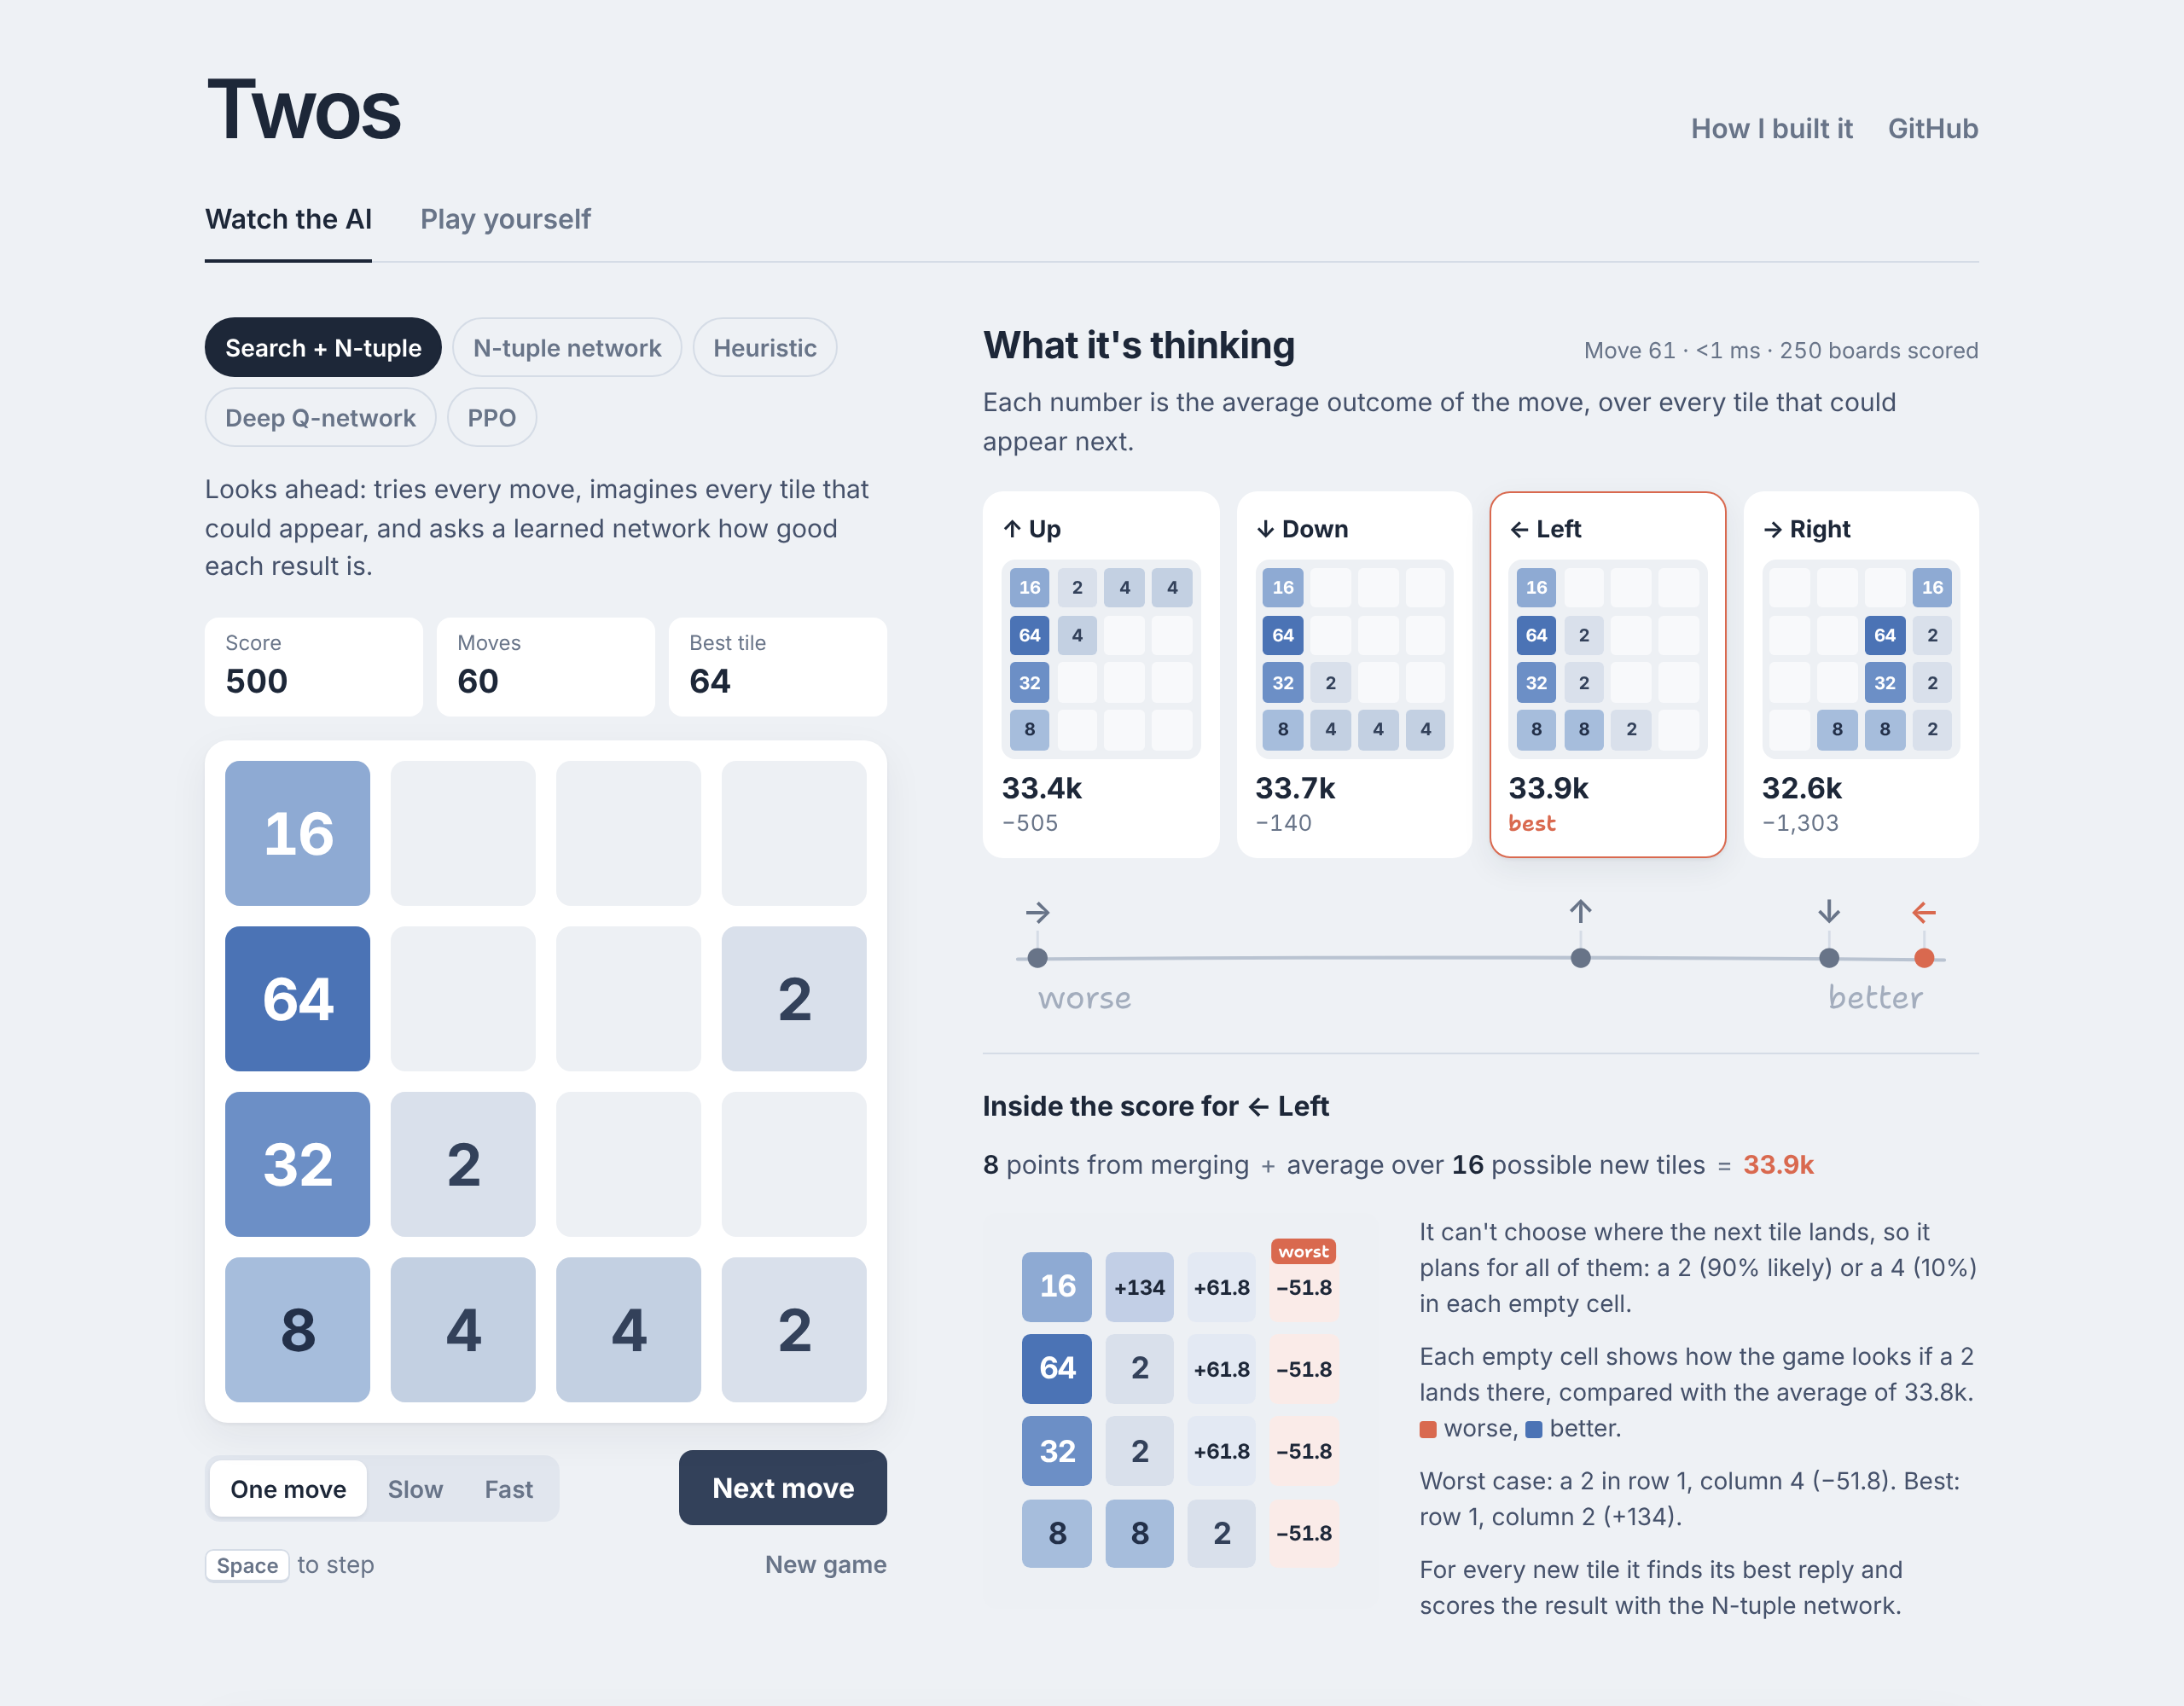 Twos
How I built it GitHub
Watch the AI Play yourself
Search + N-tuple N-tuple network Heuristic
Deep Q-network PPO
Looks ahead: tries every move, imagines every tile that
could appear, and asks a learned network how good
each result is.
Score Moves Best tile
500 60 64
16
64 2
32 2
8 4 4 2
One move Slow Fast Next move
Space to step New game
What it's thinking Move 61 · <1 ms · 250 boards scored
Each number is the average outcome of the move, over every tile that could
appear next.
↑ Up
16 2 4 4
64 4
32
8
33.4k
−505
↓ Down
16
64
32 2
8 4 4 4
33.7k
−140
← Left
16
64 2
32 2
8 8 2
33.9k
best
→ Right
16
64 2
32 2
8 8 2
32.6k
−1,303
→ ↑ ↓ ←
worse better
Inside the score for ← Left
8 points from merging + average over 16 possible new tiles = 33.9k
worst
16 +134 +61.8 −51.8
64 2 +61.8 −51.8
32 2 +61.8 −51.8
8 8 2 −51.8
It can't choose where the next tile lands, so it
plans for all of them: a 2 (90% likely) or a 4 (10%)
in each empty cell.
Each empty cell shows how the game looks if a 2
lands there, compared with the average of 33.8k.
worse, better.
Worst case: a 2 in row 1, column 4 (−51.8). Best:
row 1, column 2 (+134).
For every new tile it finds its best reply and
scores the result with the N-tuple network.